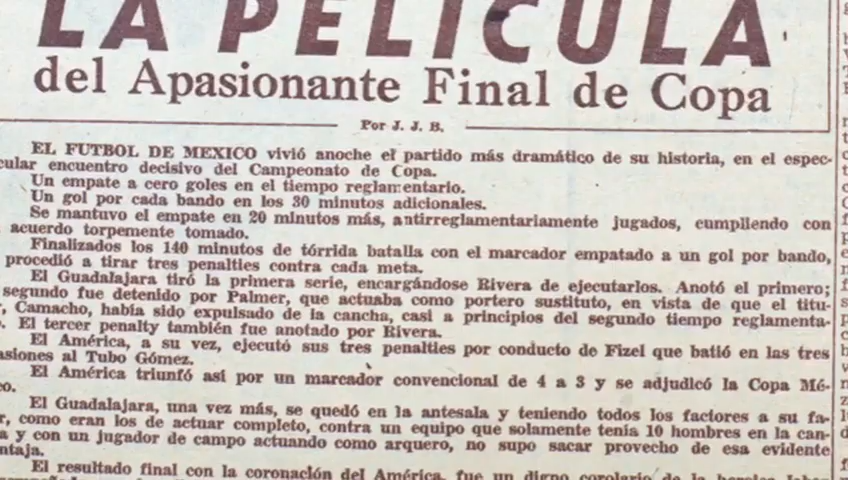 LA PELICULA
del Apasionante Final de Copa
Por J. J. B.
EL FUTBOL DE MEXICO vivió anoche el partido más dramático de su historia, en el espec-
cular encuentro decisivo del Campeonato de Copa.
Un empate a cero goles en el tiempo reglamentario.
Un gol por cada bando en los 30 minutos adicionales.
Se mantuvo el empate en 20 minutos más, antirreglamentariamente jugados, cumpliendo con
acuerdo torpemente tomado.
Finalizados los 140 minutos de tórrida batalla con el marcador empatado a un gol por bando,
procedió a tirar tres penalties contra cada meta.
El Guadalajara tiró la primera serie, encargándose Rivera de ejecutarlos. Anotó el primero;
segundo fue detenido por Palmer, que actuaba como portero sustituto, en vista de que el titu-
, Camacho, había sido expulsado de la cancha, casi a principios del segundo tiempo reglamenta-
. El tercer penalty también fue anotado por Rivera.
El América, a su vez, ejecutó sus tres penalties por conducto de Fizel que batió en las tres
asiones al Tubo Gómez.
El América triunfó así por un marcador convencional de 4 a 3 y se adjudicó la Copa Mé-
co.
El Guadalajara, una vez más, se quedó en la antesala y teniendo todos los factores a su fa-
r, como eran los de actuar completo, contra un equipo que solamente tenía 10 hombres en la can-
a y con un jugador de campo actuando como arquero, no supo sacar provecho de esa evidente
ntaja.
El resultado final con la coronación del América, fue un digno corolario de la